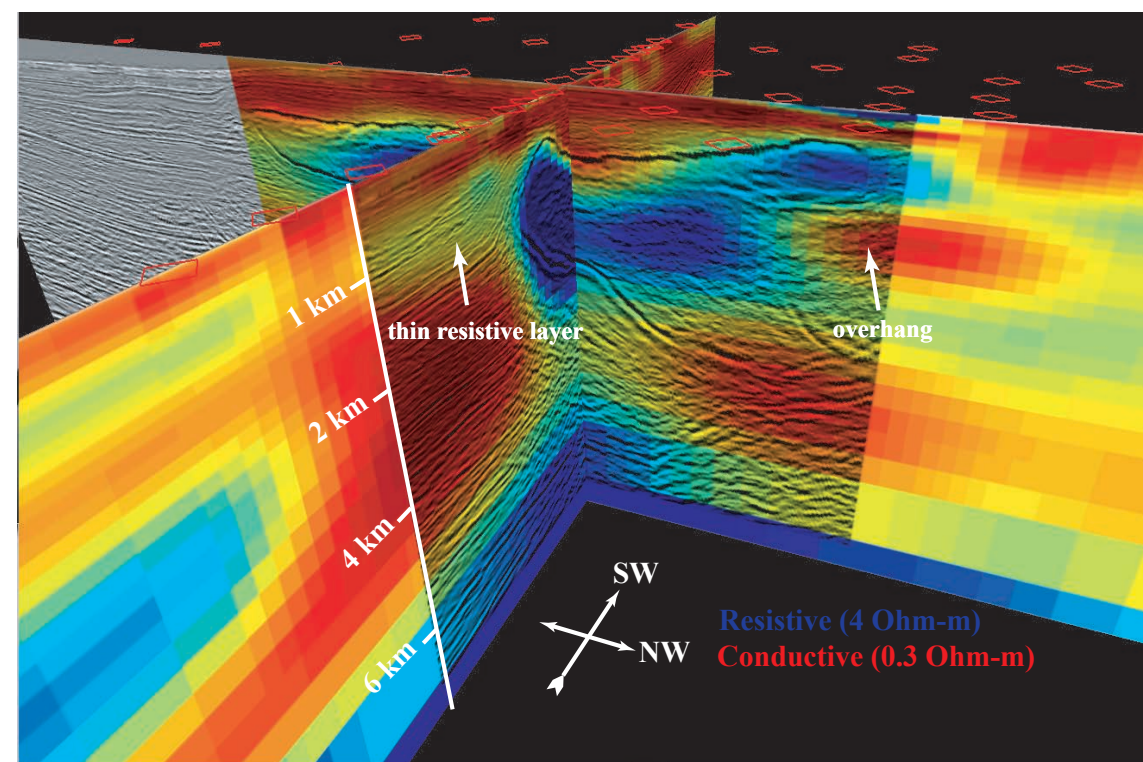 1 km
thin resistive layer
overhang
2 km
4 km
SW
Resistive (4 Ohm-m)
NW
Conductive (0.3 Ohm-m)
6 km